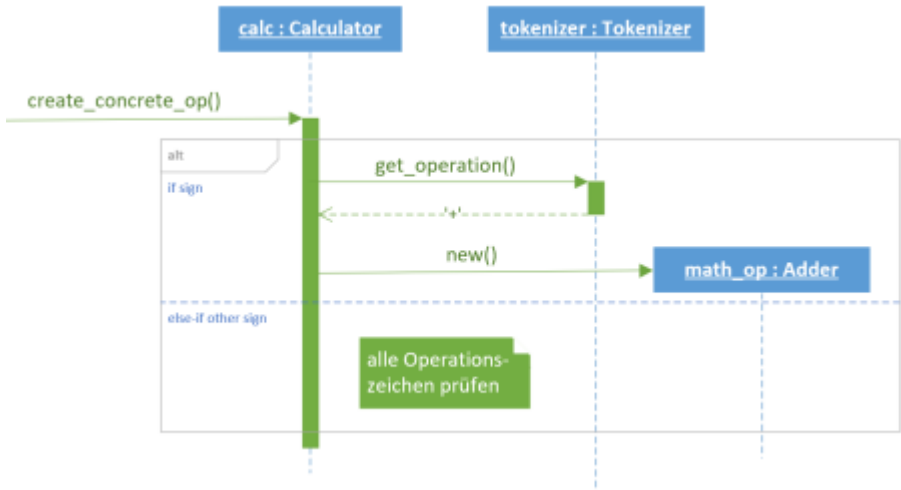 calc : Calculator
tokenizer : Tokenizer
create_concrete_op()
alt
get_operation()
if sign
'+'
new()
math_op : Adder
else-if other sign
alle Operations-
zeichen prüfen